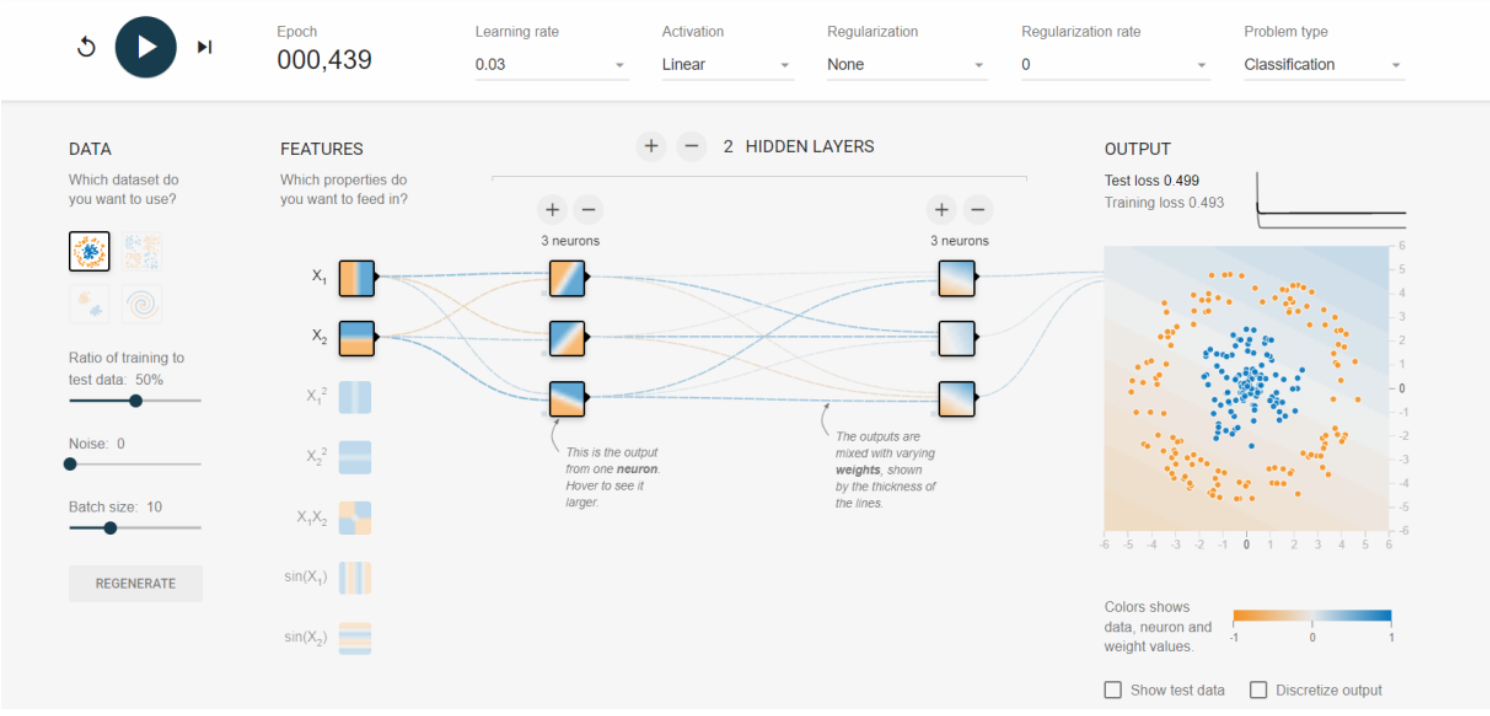 Epoch
000,439
Learning rate
0.03
Activation
Linear
Regularization
None
Regularization rate
0
Problem type
Classification
DATA
Which dataset do
you want to use?
Ratio of training to
test data: 50%
Noise: 0
Batch size: 10
REGENERATE
FEATURES
Which properties do
you want to feed in?
X₁
X₂
X₁²
X₂²
X₁X₂
sin(X₁)
sin(X₂)
+ − 2 HIDDEN LAYERS
+ −
3 neurons
This is the output
from one neuron.
Hover to see it
larger.
+ −
3 neurons
The outputs are
mixed with varying
weights, shown
by the thickness of
the lines.
OUTPUT
Test loss 0.499
Training loss 0.493
6
5
4
3
2
1
0
-1
-2
-3
-4
-5
-6
-6 -5 -4 -3 -2 -1 0 1 2 3 4 5 6
Colors shows
data, neuron and
weight values.
-1 0 1
Show test data
Discretize output